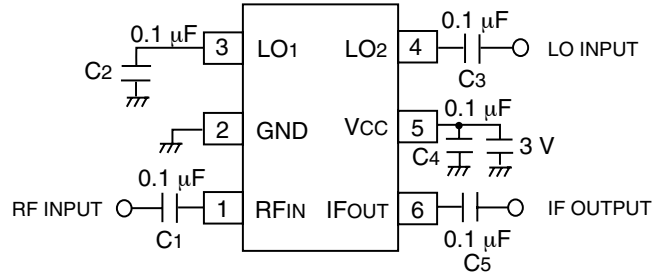 0.1 μF
3
LO1
LO2
4
0.1 μF
LO INPUT
C2
C3
2
GND
VCC
5
0.1 μF
C4
3 V
0.1 μF
RF INPUT
1
RFIN
IFOUT
6
IF OUTPUT
C1
0.1 μF
C5